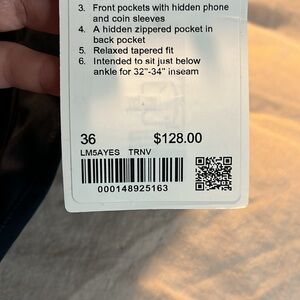 3. Front pockets with hidden phone
and coin sleeves
4. A hidden zippered pocket in
back pocket
5. Relaxed tapered fit
6. Intended to sit just below
ankle for 32"-34" inseam
36 $128.00
LM5AYES TRNV
000148925163